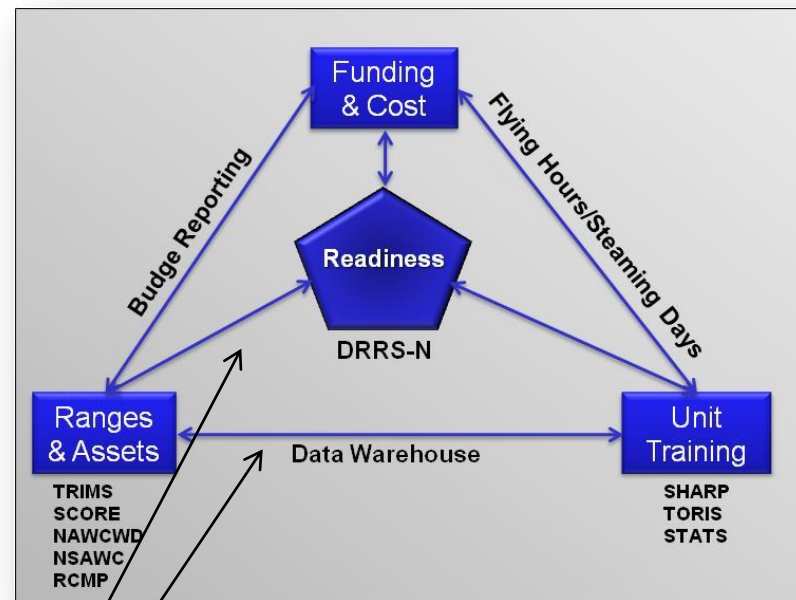 Funding
& Cost
Budge Reporting
Flying Hours/Steaming Days
Readiness
DRRS-N
Ranges
& Assets
Data Warehouse
Unit
Training
TRIMS
SCORE
NAWCWD
NSAWC
RCMP
SHARP
TORIS
STATS